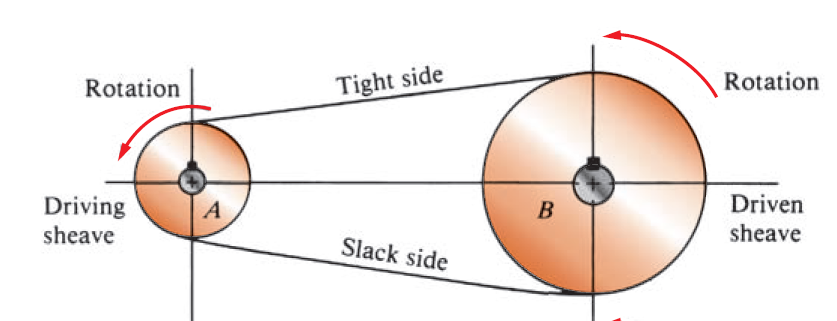 Tight side
Rotation
Rotation
Driving
sheave
A
B
Driven
sheave
Slack side